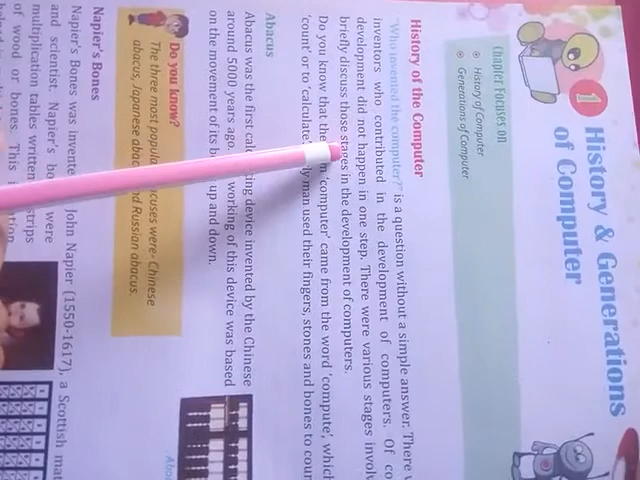 1
History & Generations
of Computer
Chapter Focuses on
History of Computer
Generations of Computer
History of the Computer
"Who invented the computer?" is a question without a simple answer. There
inventors who contributed in the development of computers. Of co
development did not happen in one step. There were various stages involv
briefly discuss those stages in the development of computers.
Do you know that the 'computer' came from the word 'compute', which
'count' or to 'calculate' man used their fingers, stones and bones to coun
Abacus
Abacus was the first device invented by the Chinese
around 5000 years ago. working of this device was based
on the movement of its up and down.
Do you know?
The three most popula were- Chinese
abacus, Japanese abac nd Russian abacus.
Napier's Bones
Napier's Bones was invente John Napier (1550-1617), a Scottish mat
and scientist. Napier's bo were
multiplication tables written strips
of wood or bones. This